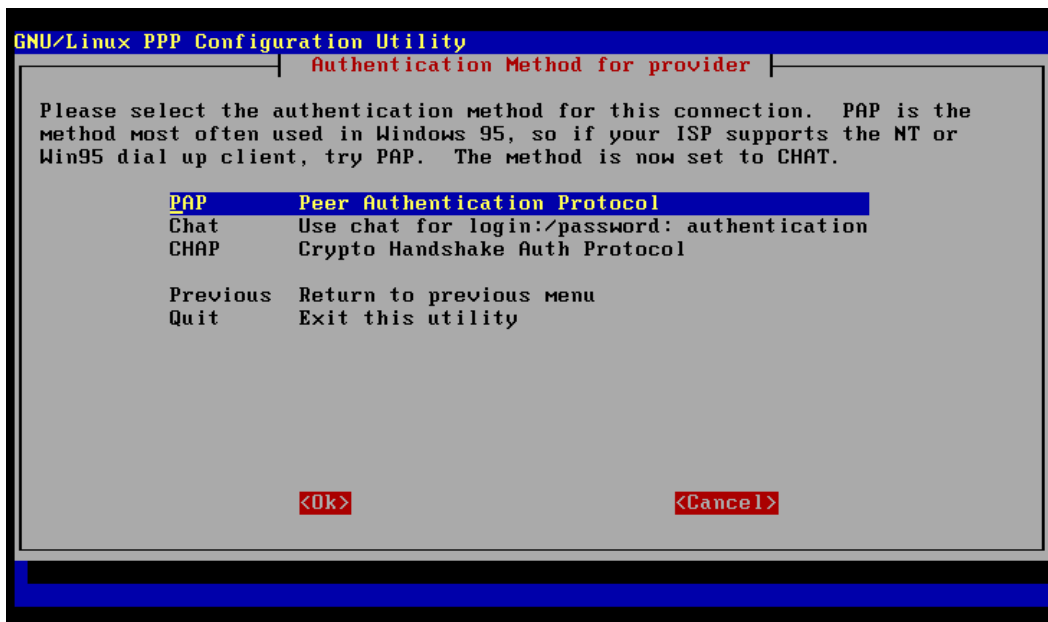 GNU/Linux PPP Configuration Utility
Authentication Method for provider
Please select the authentication method for this connection.  PAP is the
method most often used in Windows 95, so if your ISP supports the NT or
Win95 dial up client, try PAP.  The method is now set to CHAT.
PAP       Peer Authentication Protocol
Chat      Use chat for login:/password: authentication
CHAP      Crypto Handshake Auth Protocol
Previous  Return to previous menu
Quit      Exit this utility
<Ok>    <Cancel>